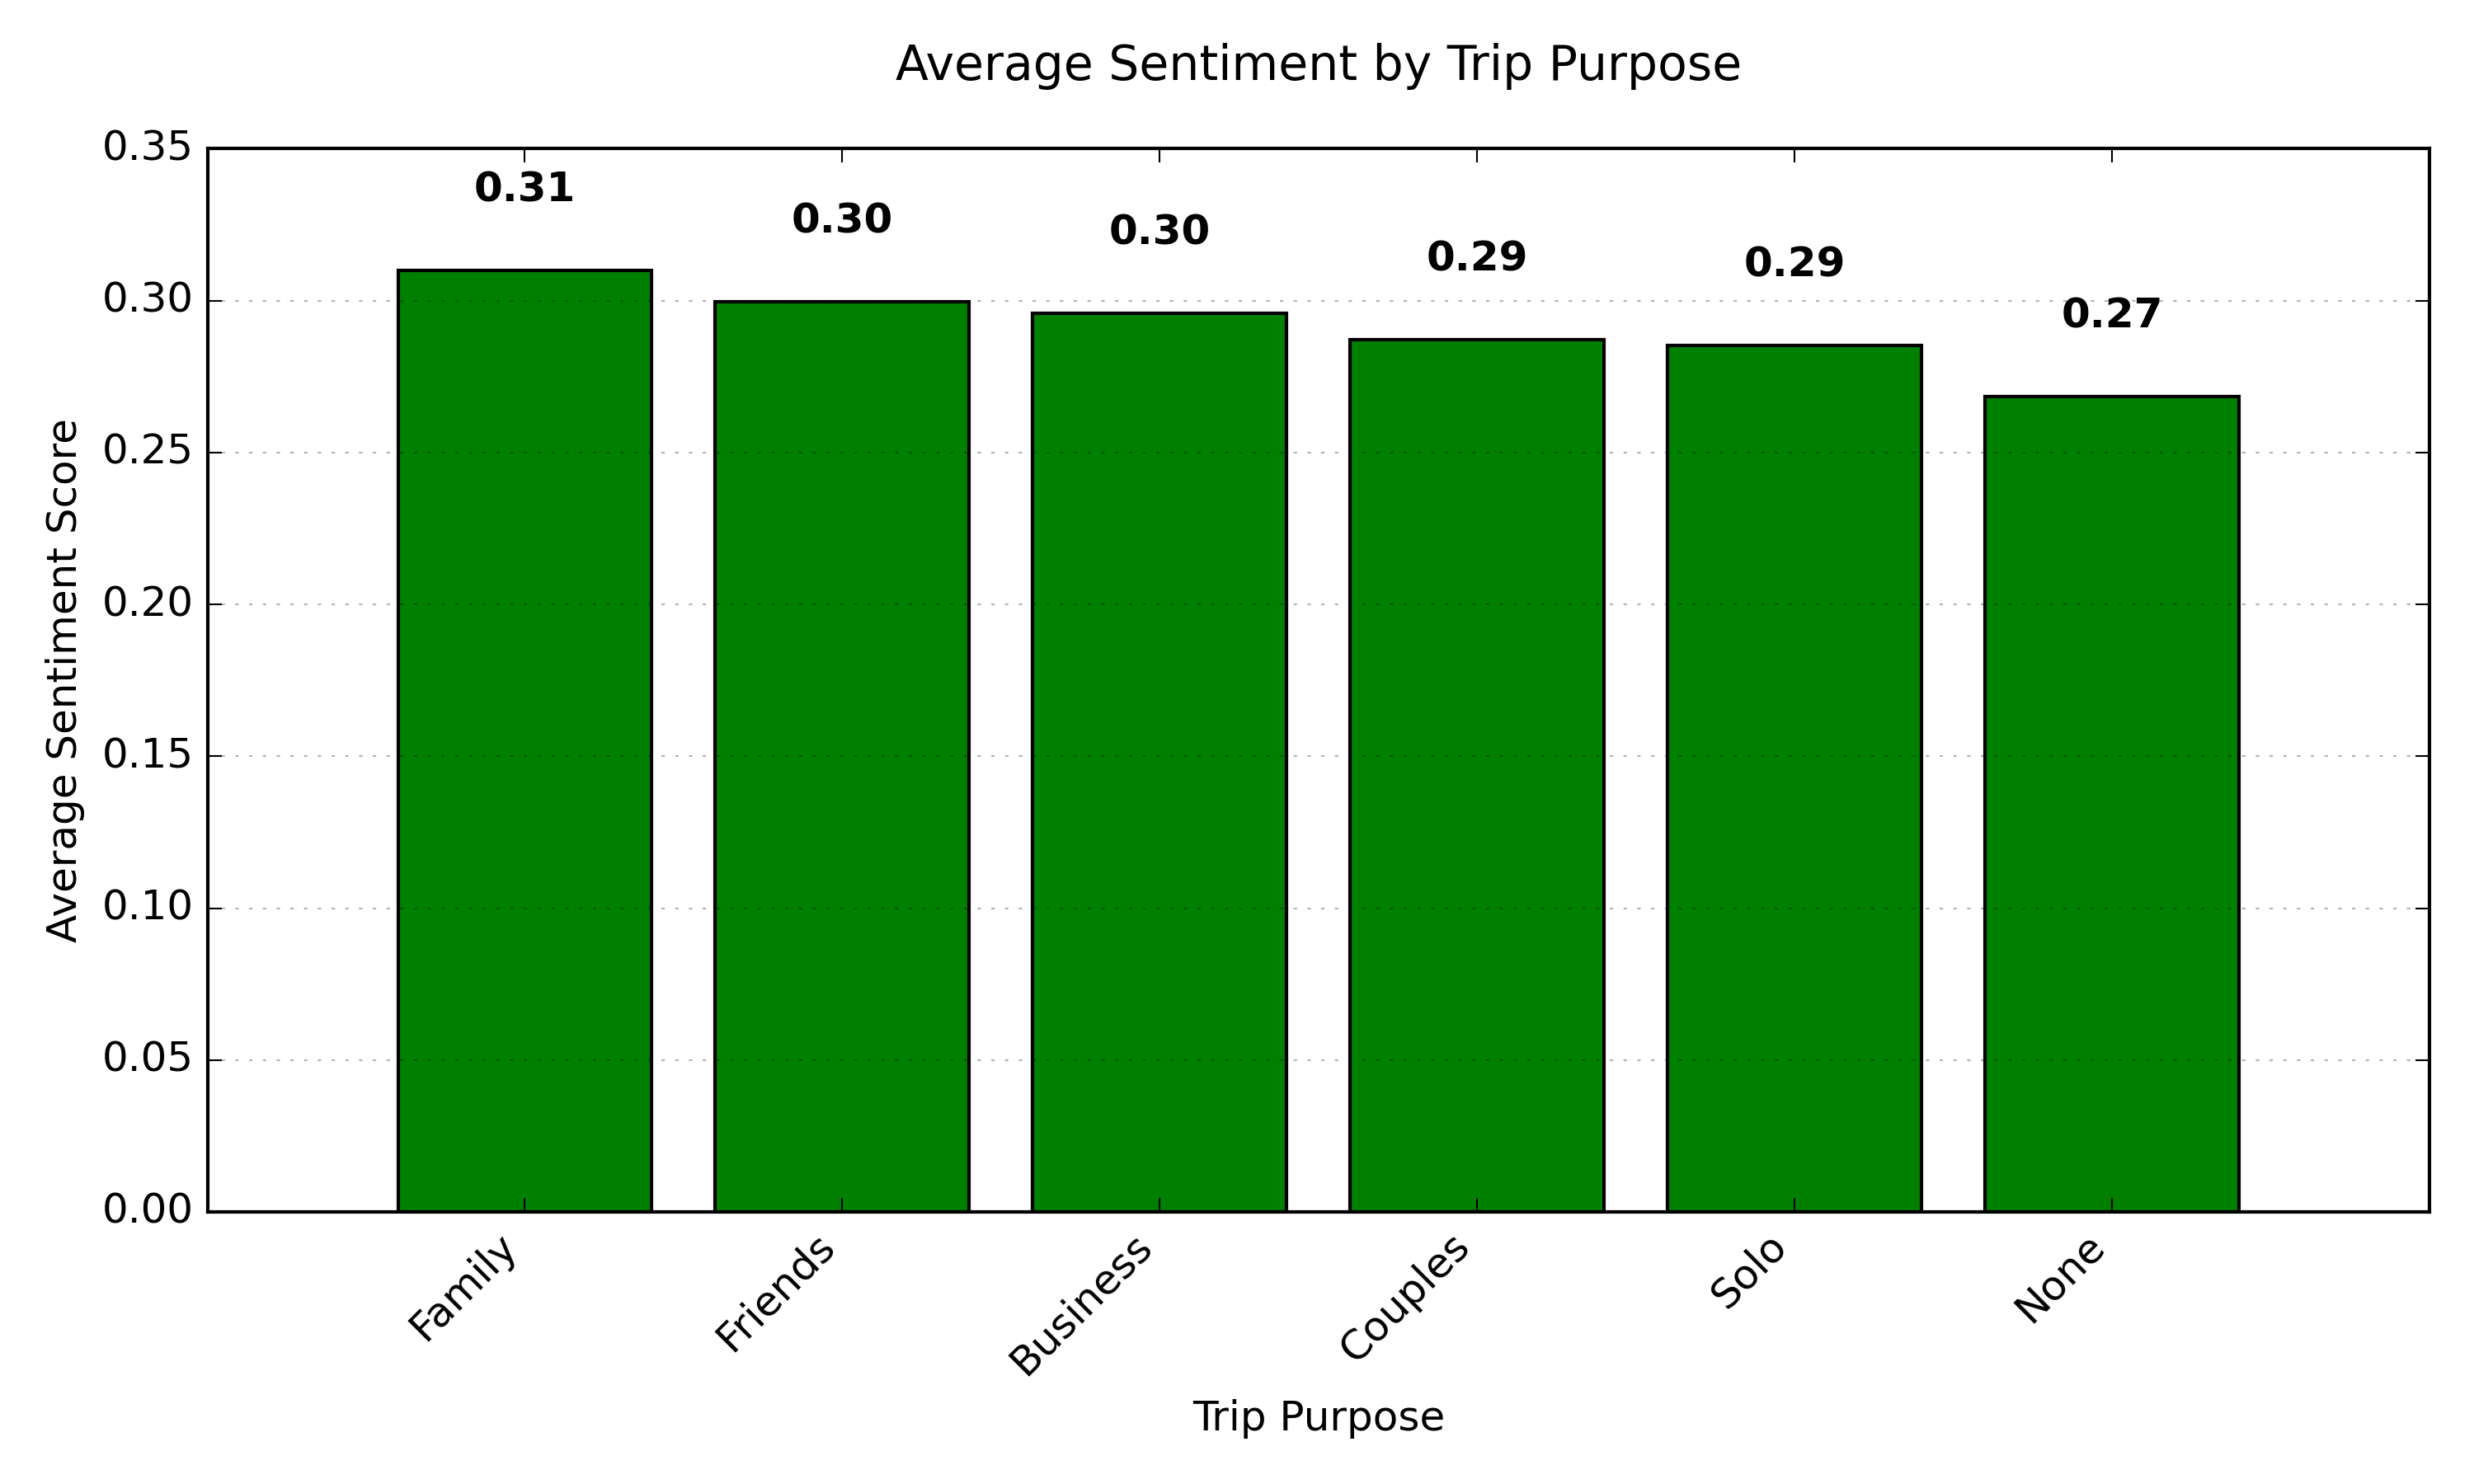 Average Sentiment by Trip Purpose
0.35
0.30
0.25
0.20
0.15
0.10
0.05
0.00
Average Sentiment Score
0.31
0.30
0.30
0.29
0.29
0.27
Family
Friends
Business
Couples
Solo
None
Trip Purpose